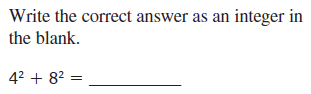 Write the correct answer as an integer in
the blank.
4² + 8² = ___________